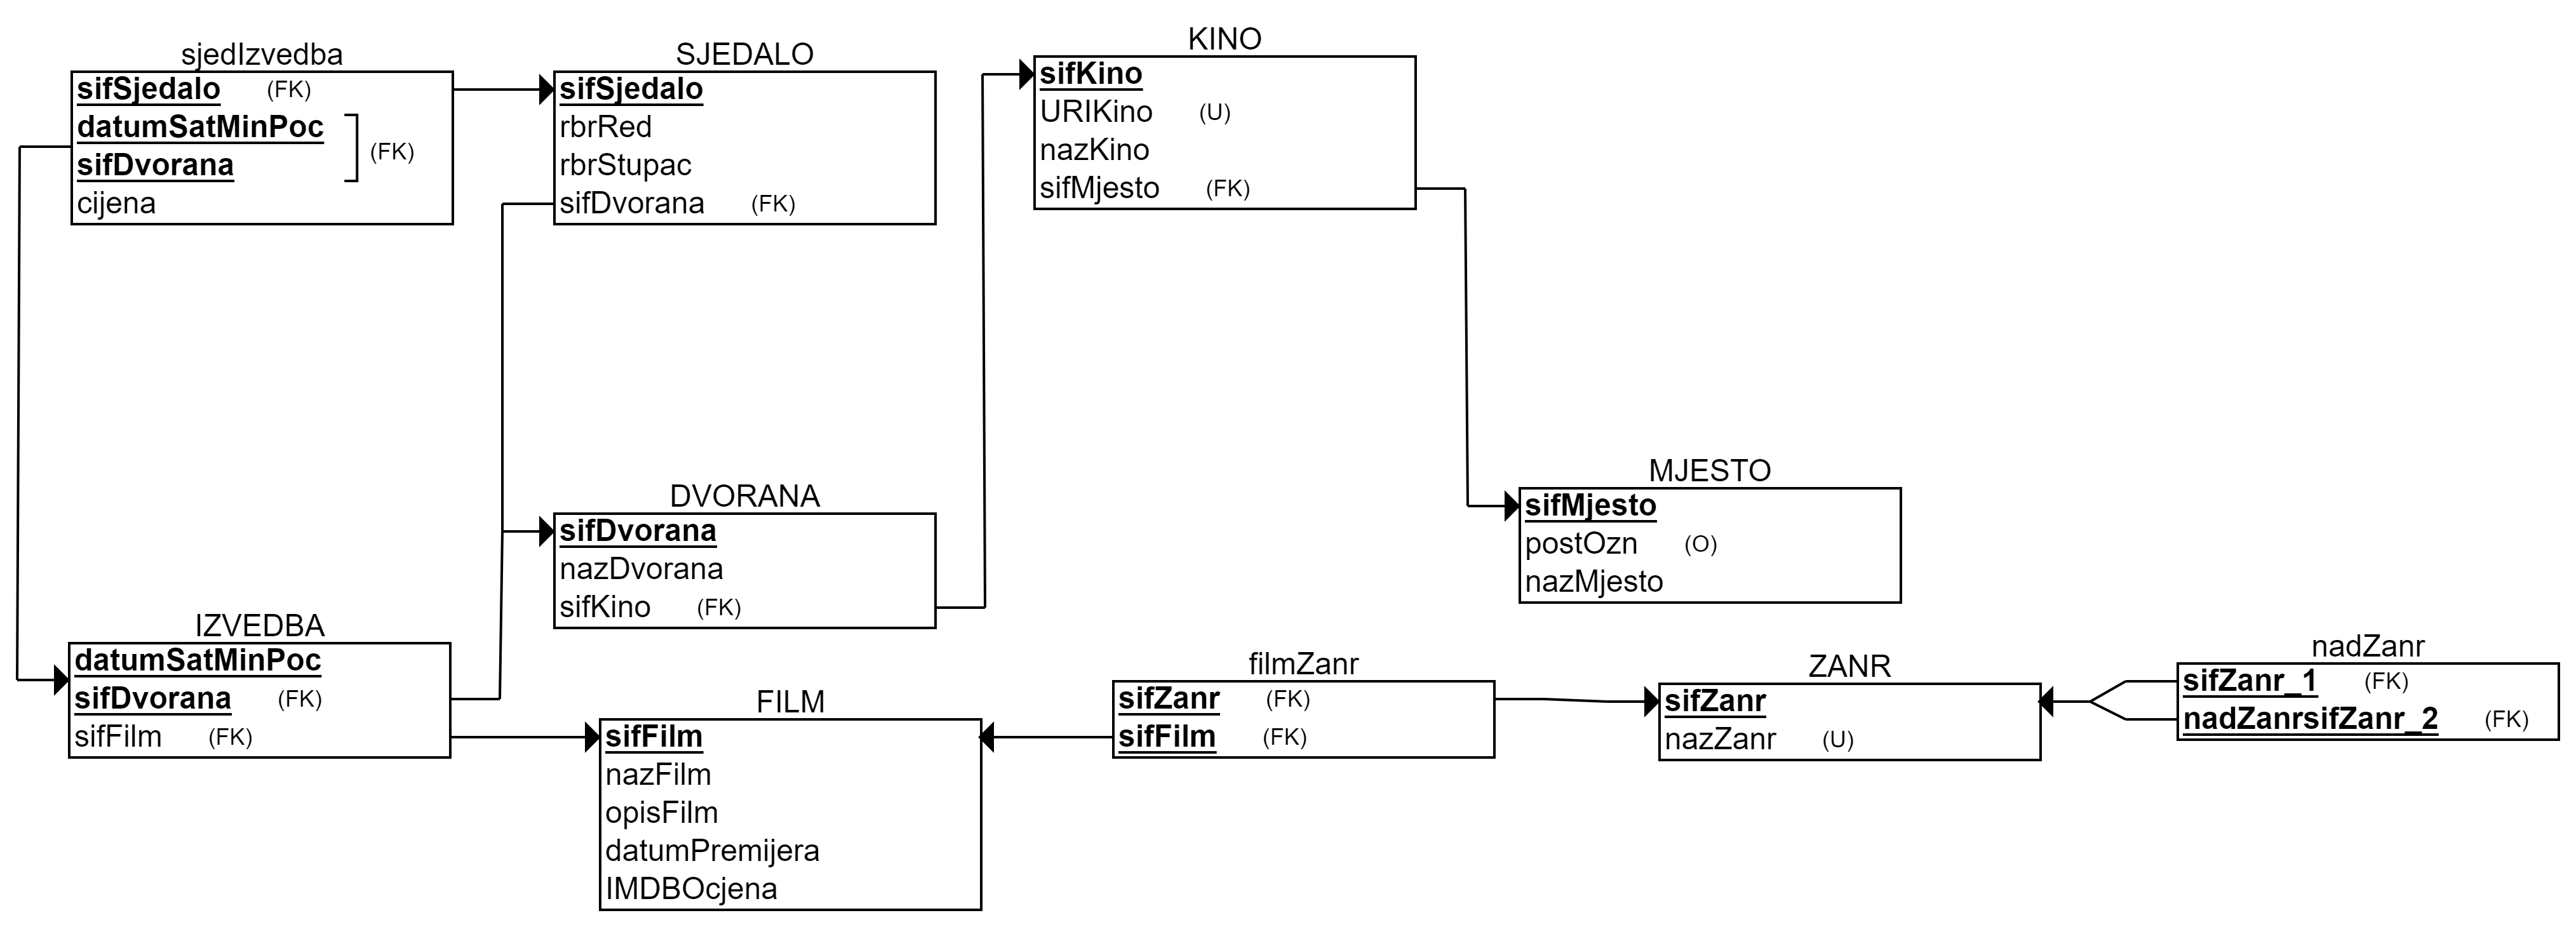 sjedIzvedba
sifSjedalo (FK)
datumSatMinPoc
sifDvorana
(FK)
cijena
SJEDALO
sifSjedalo
rbrRed
rbrStupac
sifDvorana (FK)
KINO
sifKino
URIKino (U)
nazKino
sifMjesto (FK)
MJESTO
sifMjesto
postOzn (O)
nazMjesto
DVORANA
sifDvorana
nazDvorana
sifKino (FK)
IZVEDBA
datumSatMinPoc
sifDvorana (FK)
sifFilm (FK)
FILM
sifFilm
nazFilm
opisFilm
datumPremijera
IMDBOcjena
filmZanr
sifZanr (FK)
sifFilm (FK)
ZANR
sifZanr
nazZanr (U)
nadZanr
sifZanr_1 (FK)
nadZanrsifZanr_2 (FK)